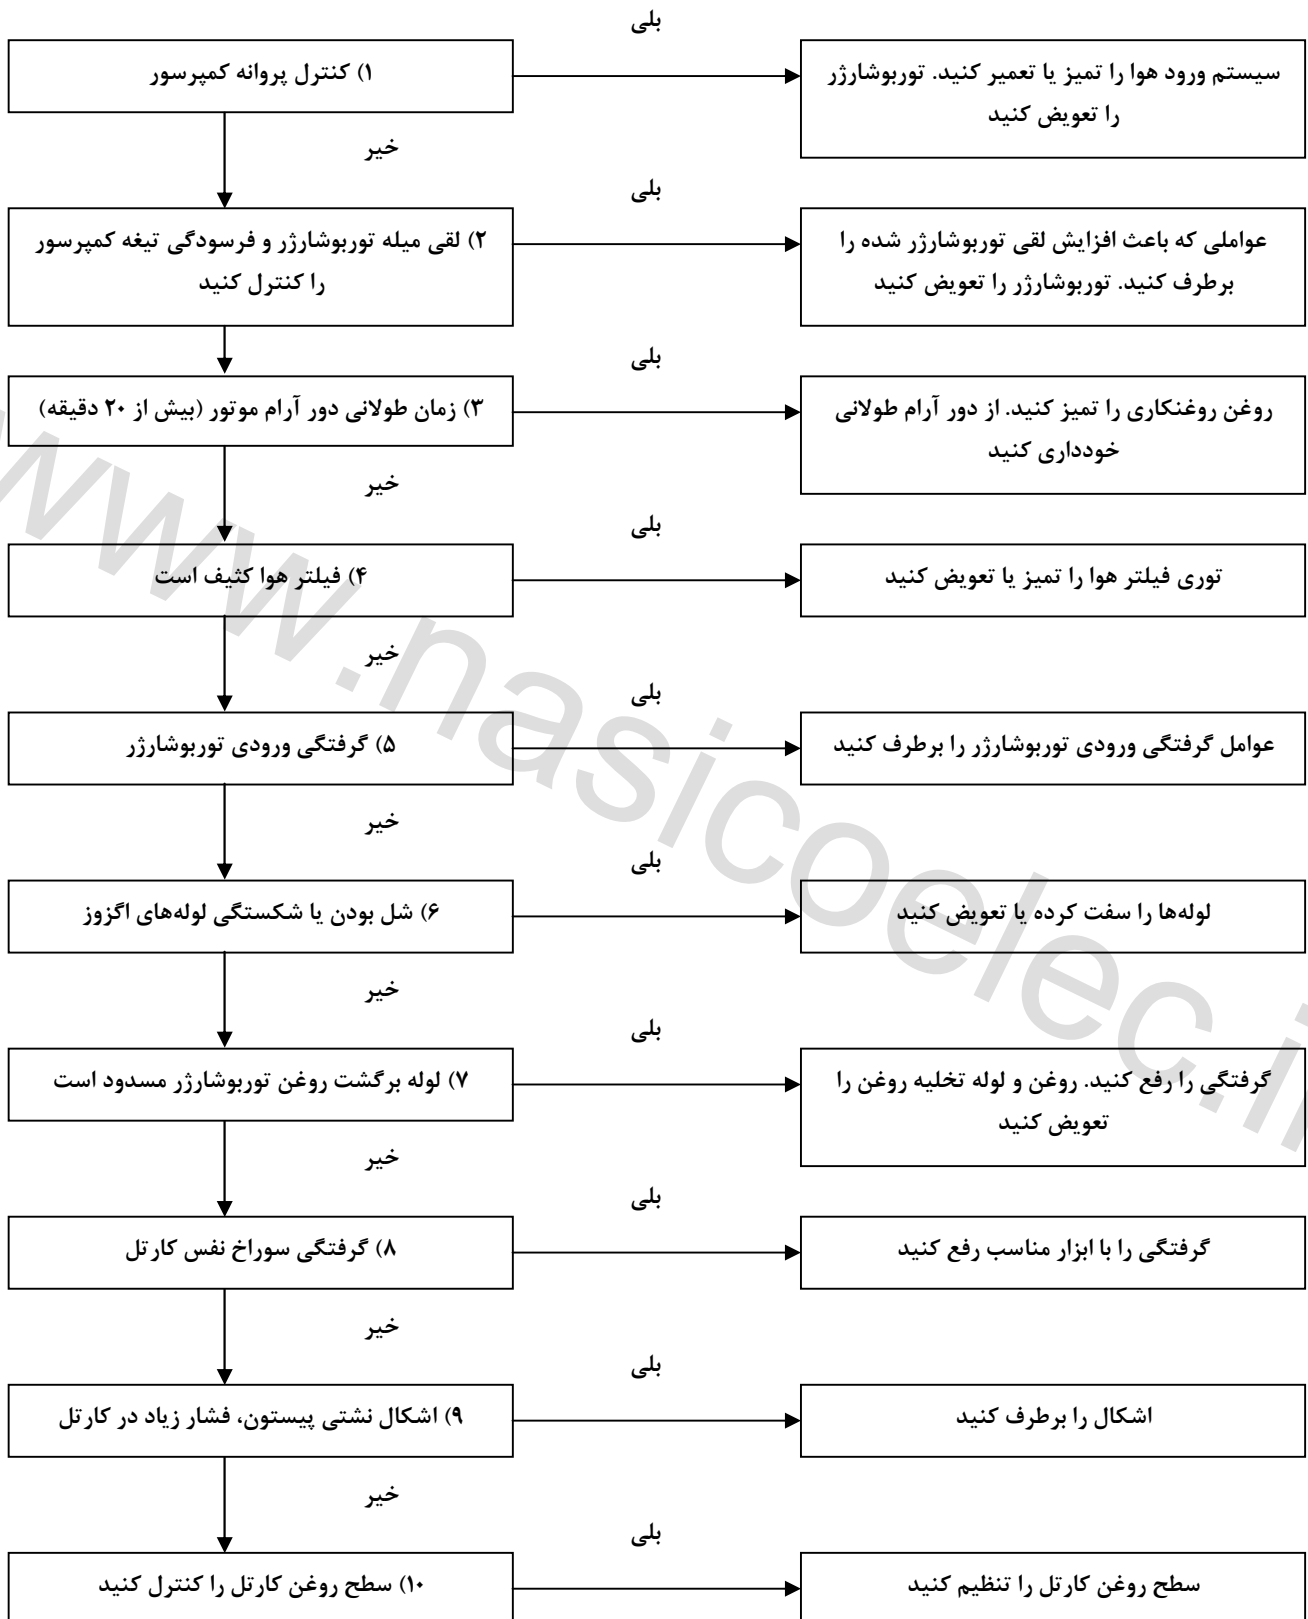 بلی
۱) کنترل پروانه کمپرسور
سیستم ورود هوا را تمیز یا تعمیر کنید. توربوشارژر
را تعویض کنید
خیر
بلی
۲) لقی میله توربوشارژر و فرسودگی تیغه کمپرسور
را کنترل کنید
عواملی که باعث افزایش لقی توربوشارژر شده را
برطرف کنید. توربوشارژر را تعویض کنید
بلی
۳) زمان طولانی دور آرام موتور (بیش از ۲۰ دقیقه)
روغن روغنکاری را تمیز کنید. از دور آرام طولانی
خودداری کنید
خیر
بلی
۴) فیلتر هوا کثیف است
توری فیلتر هوا را تمیز یا تعویض کنید
خیر
بلی
۵) گرفتگی ورودی توربوشارژر
عوامل گرفتگی ورودی توربوشارژر را برطرف کنید
خیر
بلی
۶) شل بودن یا شکستگی لوله‌های اگزوز
لوله‌ها را سفت کرده یا تعویض کنید
خیر
بلی
۷) لوله برگشت روغن توربوشارژر مسدود است
گرفتگی را رفع کنید. روغن و لوله تخلیه روغن را
تعویض کنید
خیر
بلی
۸) گرفتگی سوراخ نفس کارتل
گرفتگی را با ابزار مناسب رفع کنید
خیر
بلی
۹) اشکال نشتی پیستون، فشار زیاد در کارتل
اشکال را برطرف کنید
خیر
بلی
۱۰) سطح روغن کارتل را کنترل کنید
سطح روغن کارتل را تنظیم کنید
www.nasicoelec.ir